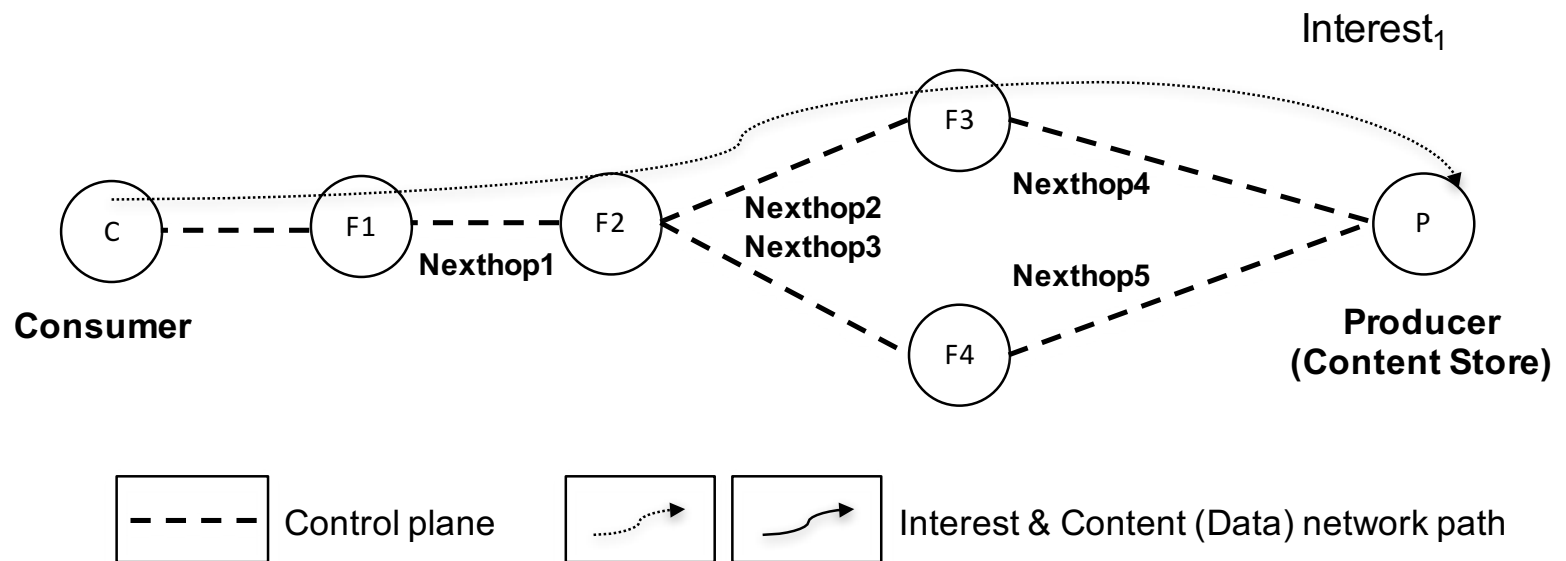 Interest₁
F3
C
F1
F2
Nexthop2
Nexthop3
Nexthop4
P
Nexthop1
Nexthop5
Consumer
F4
Producer
(Content Store)
Control plane
Interest & Content (Data) network path